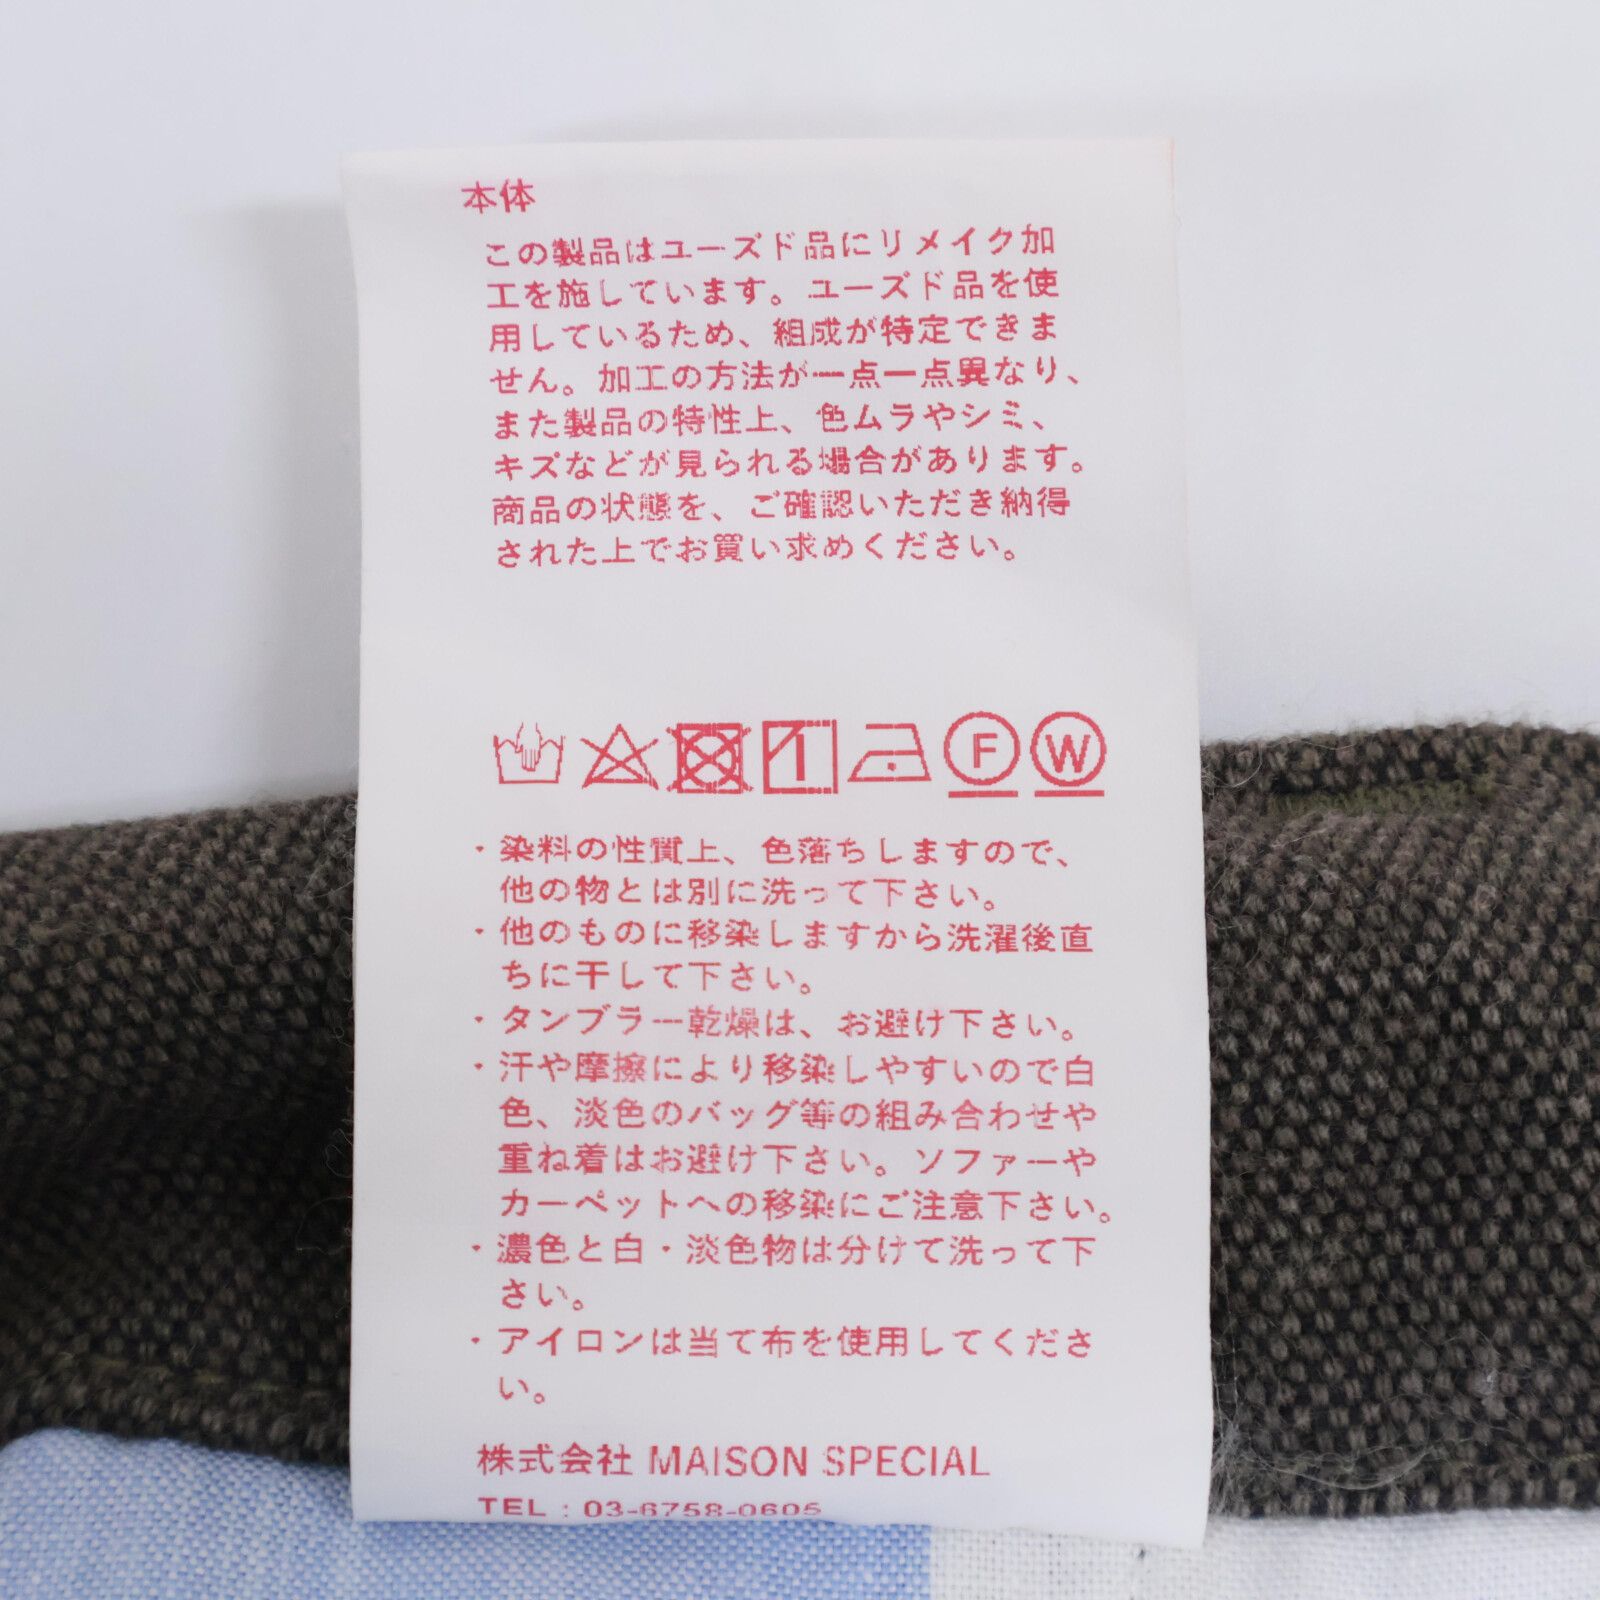 本体
この製品はユーズド品にリメイク加
工を施しています。ユーズド品を使
用しているため、組成が特定できま
せん。加工の方法が一点一点異なり、
また製品の特性上、色ムラやシミ、
キズなどが見られる場合があります。
商品の状態を、ご確認いただき納得
された上でお買い求めください。
F W
・染料の性質上、色落ちしますので、
他の物とは別に洗って下さい。
・他のものに移染しますから洗濯後直
ちに干して下さい。
・タンブラー乾燥は、お避け下さい。
・汗や摩擦により移染しやすいので白
色、淡色のバッグ等の組み合わせや
重ね着はお避け下さい。ソファーや
カーペットへの移染にご注意下さい。
・濃色と白・淡色物は分けて洗って下
さい。
・アイロンは当て布を使用してくださ
い。
株式会社 MAISON SPECIAL
TEL : 03-6758-0605